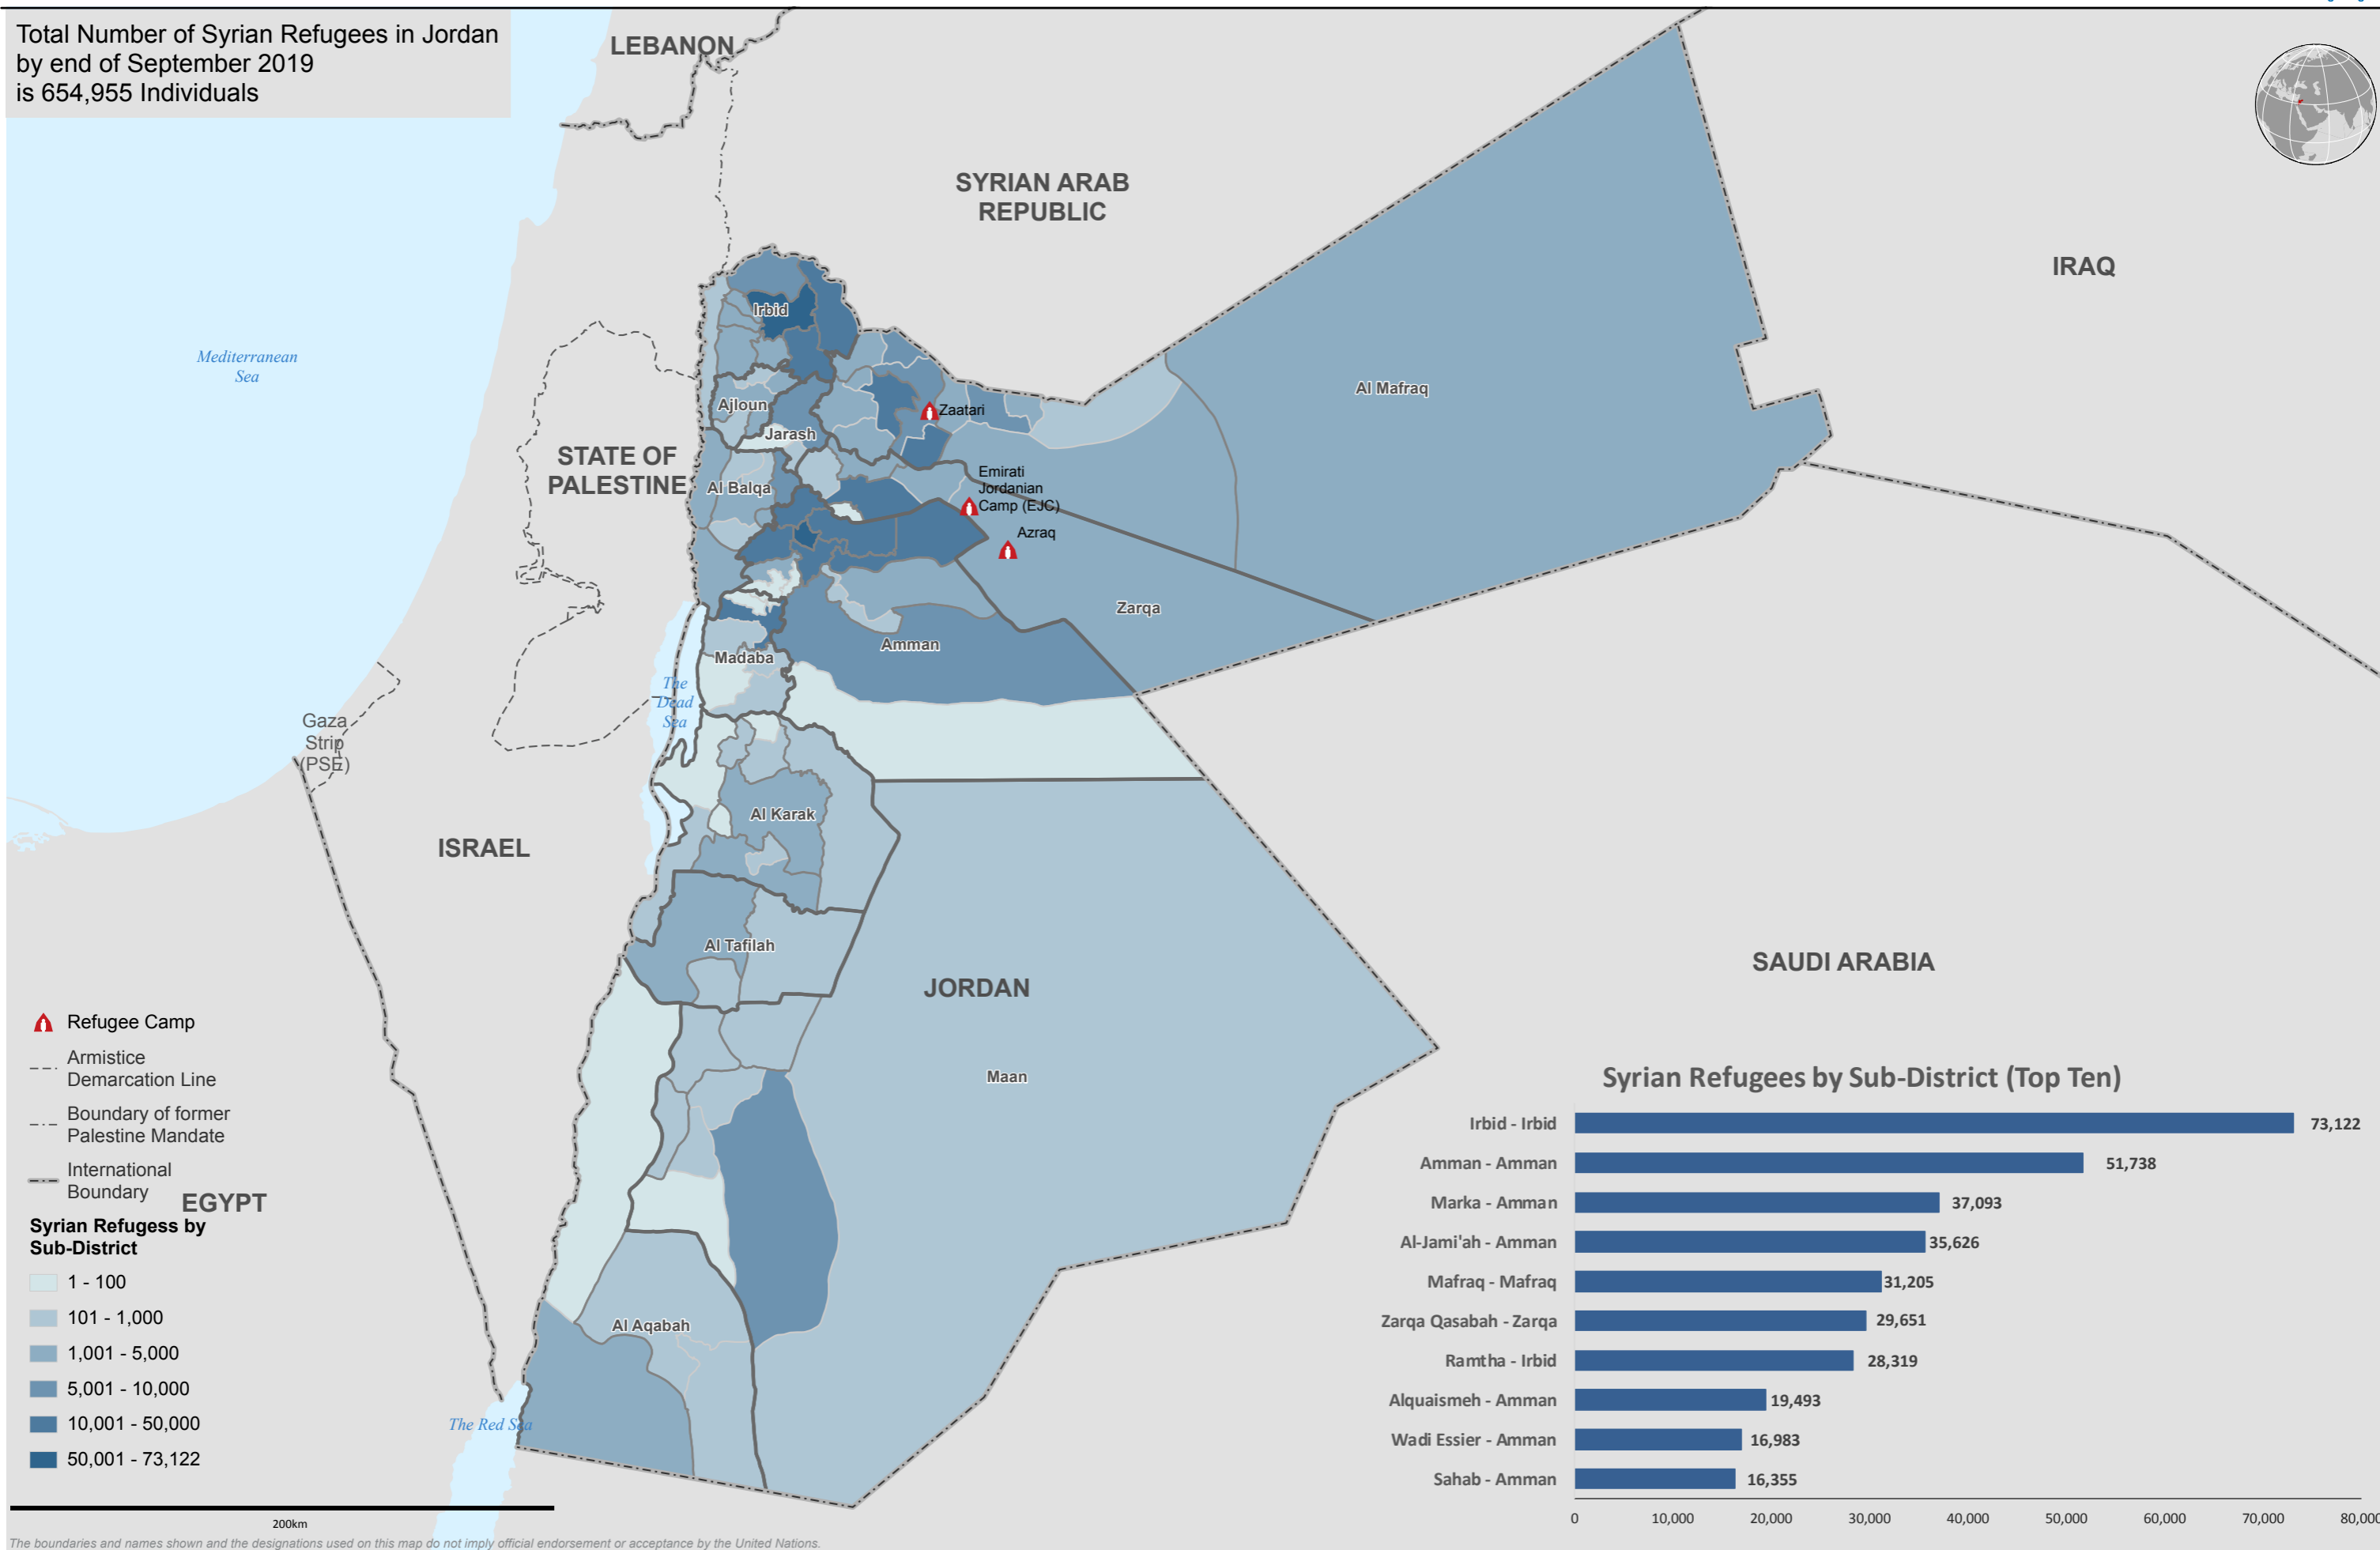 Total Number of Syrian Refugees in Jordan
by end of September 2019
is 654,955 Individuals
LEBANON
SYRIAN ARAB
REPUBLIC
IRAQ
Mediterranean
Sea
STATE OF
PALESTINE
Irbid
Ajloun
Jarash
Al Balqa
Al Mafraq
Zaatari
Emirati
Jordanian
Camp (EJC)
Azraq
Zarqa
Amman
Madaba
The
Dead
Sea
Gaza
Strip
(PSE)
ISRAEL
Al Karak
Al Tafilah
JORDAN
Maan
SAUDI ARABIA
EGYPT
Al Aqabah
The Red Sea
Refugee Camp
Armistice
Demarcation Line
Boundary of former
Palestine Mandate
International
Boundary
Syrian Refugess by
Sub-District
1 - 100
101 - 1,000
1,001 - 5,000
5,001 - 10,000
10,001 - 50,000
50,001 - 73,122
200km
The boundaries and names shown and the designations used on this map do not imply official endorsement or acceptance by the United Nations.
Syrian Refugees by Sub-District (Top Ten)
Irbid - Irbid 73,122
Amman - Amman 51,738
Marka - Amman 37,093
Al-Jami'ah - Amman 35,626
Mafraq - Mafraq 31,205
Zarqa Qasabah - Zarqa 29,651
Ramtha - Irbid 28,319
Alquaismeh - Amman 19,493
Wadi Essier - Amman 16,983
Sahab - Amman 16,355
0 10,000 20,000 30,000 40,000 50,000 60,000 70,000 80,000